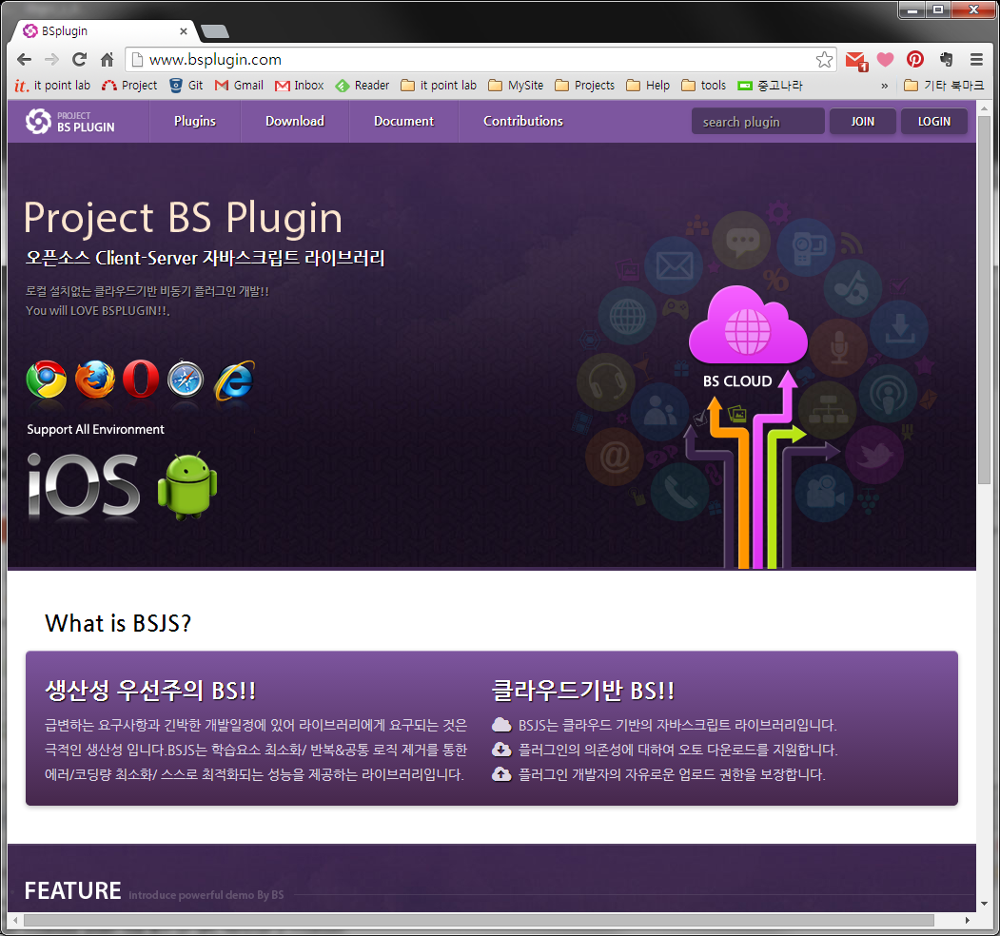 BSplugin
www.bsplugin.com
1
it. it point lab Project Git Gmail Inbox Reader it point lab MySite Projects Help tools 중고나라 » 기타 북마크
PROJECT
BS PLUGIN
Plugins Download Document Contributions search plugin JOIN LOGIN
Project BS Plugin
오픈소스 Client-Server 자바스크립트 라이브러리
로컬 설치없는 클라우드기반 비동기 플러그인 개발!!
You will LOVE BSPLUGIN!!.
BS CLOUD
Support All Environment
iOS
What is BSJS?
생산성 우선주의 BS!!
급변하는 요구사항과 긴박한 개발일정에 있어 라이브러리에게 요구되는 것은
극적인 생산성 입니다.BSJS는 학습요소 최소화/ 반복&공통 로직 제거를 통한
에러/코딩량 최소화/ 스스로 최적화되는 성능을 제공하는 라이브러리입니다.
클라우드기반 BS!!
BSJS는 클라우드 기반의 자바스크립트 라이브러리입니다.
플러그인의 의존성에 대하여 오토 다운로드를 지원합니다.
플러그인 개발자의 자유로운 업로드 권한을 보장합니다.
FEATURE Introduce powerful demo By BS